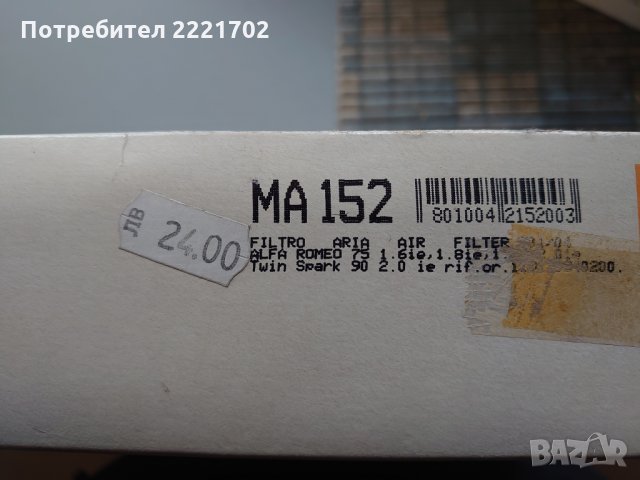 Потребител 2221702
MA 152
801004 2152003
лв 24.00
FILTRO ARIA AIR FILTER
ALFA ROMEO 75 1.6ie,1.8ie,
Twin Spark 90 2.0 ie rif.or.
BAZAR